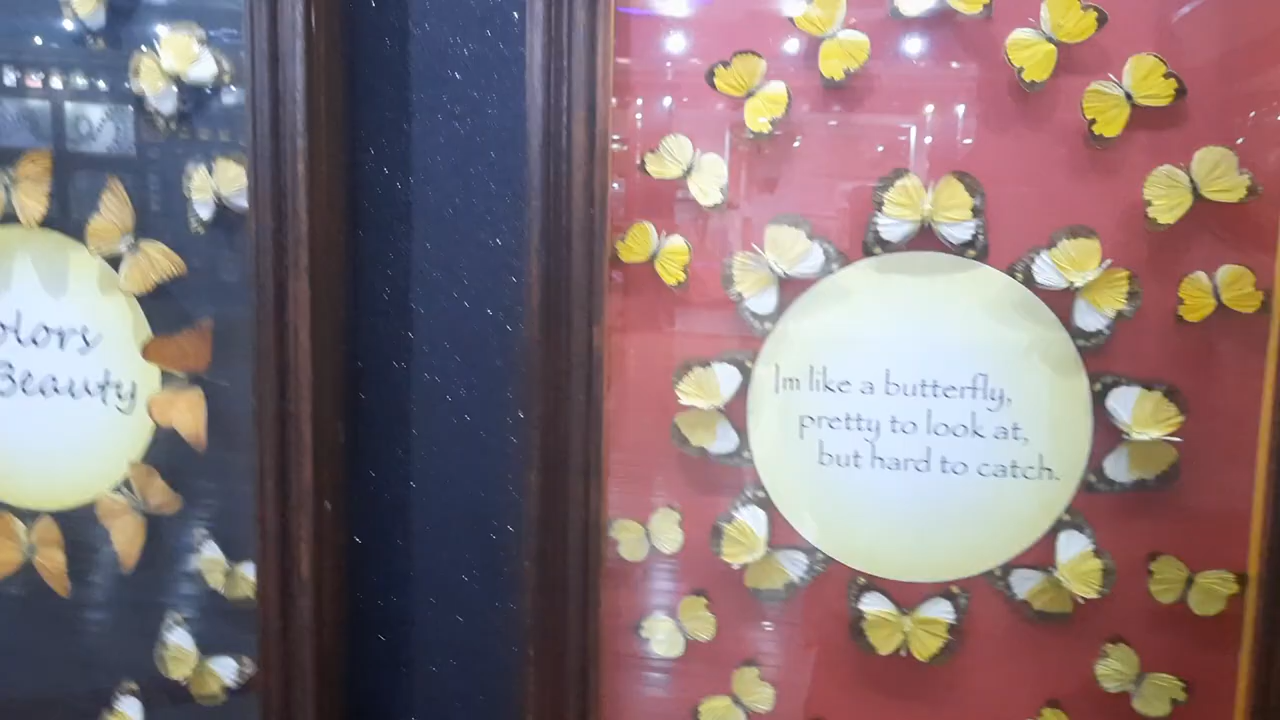 olors
Beauty
Im like a butterfly,
pretty to look at,
but hard to catch.